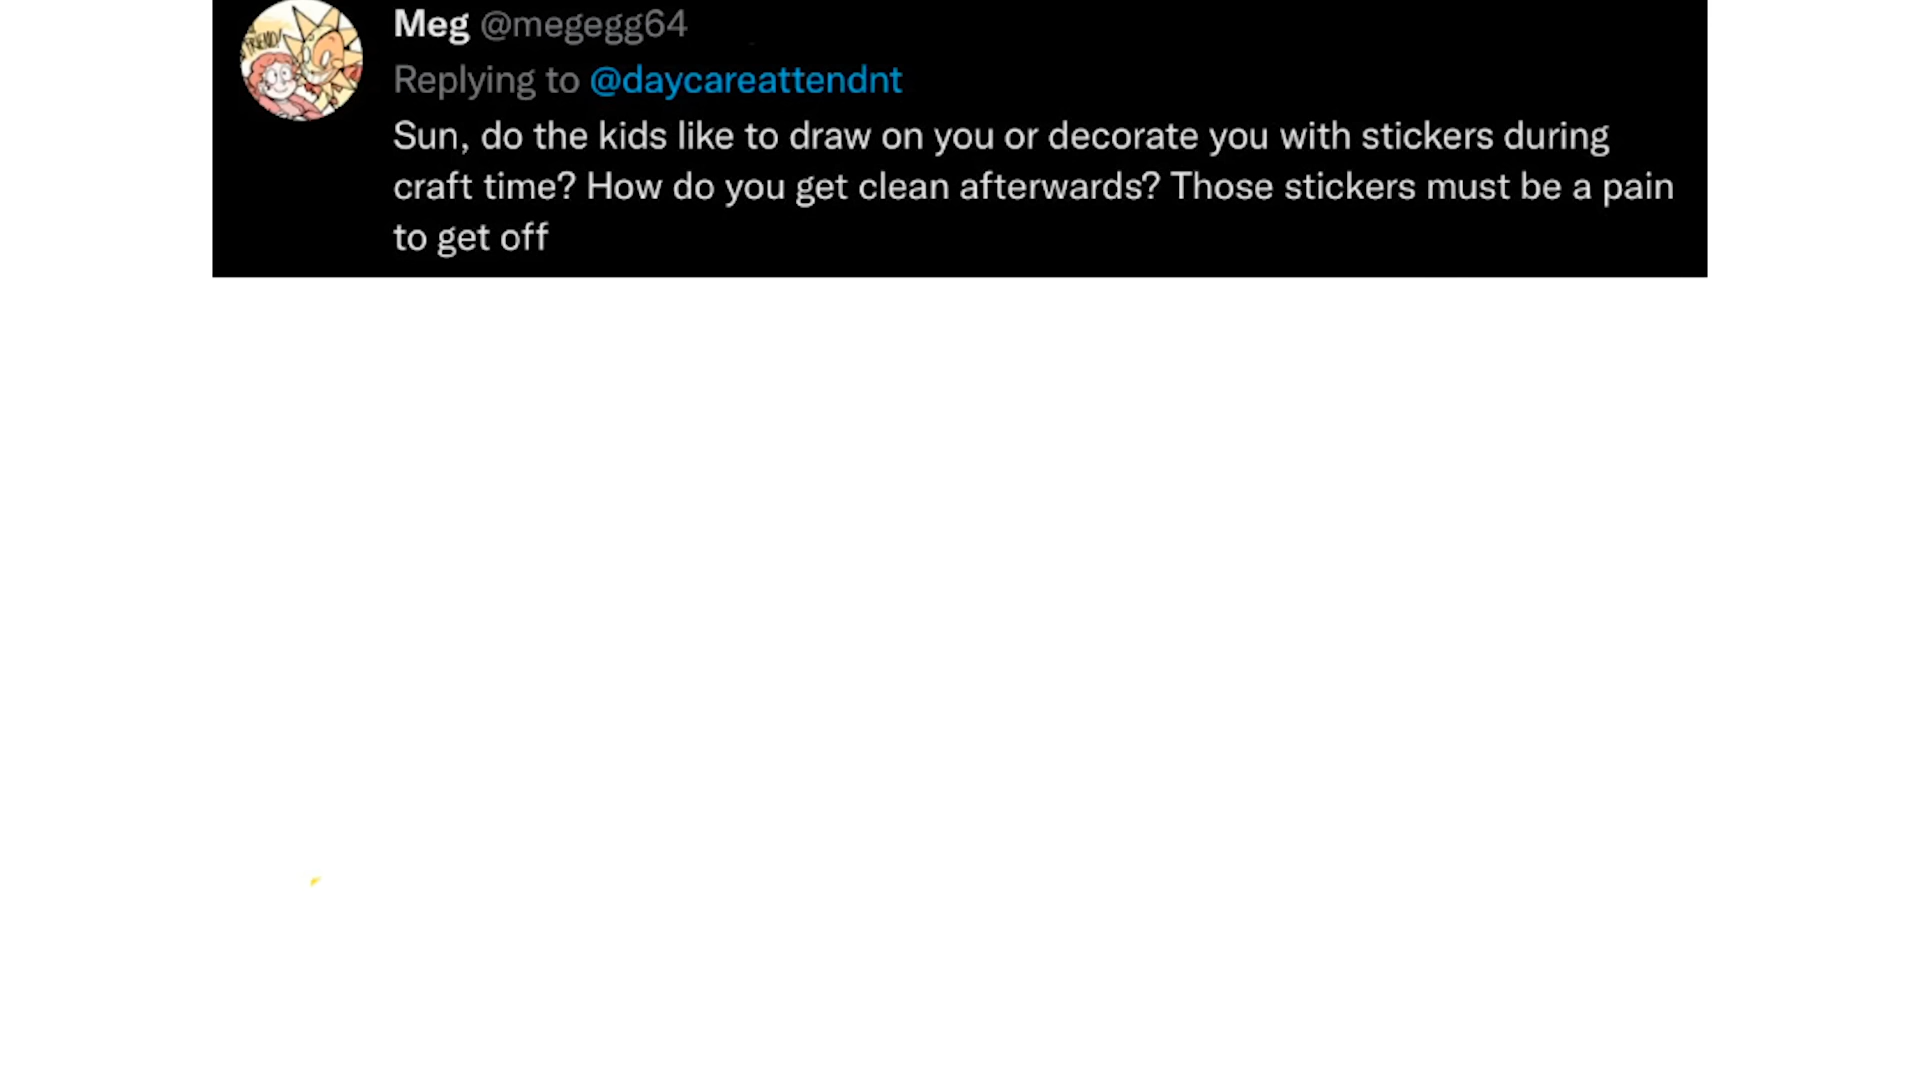 Meg @megegg64
Replying to @daycareattendnt
Sun, do the kids like to draw on you or decorate you with stickers during
craft time? How do you get clean afterwards? Those stickers must be a pain
to get off
FRIEND!